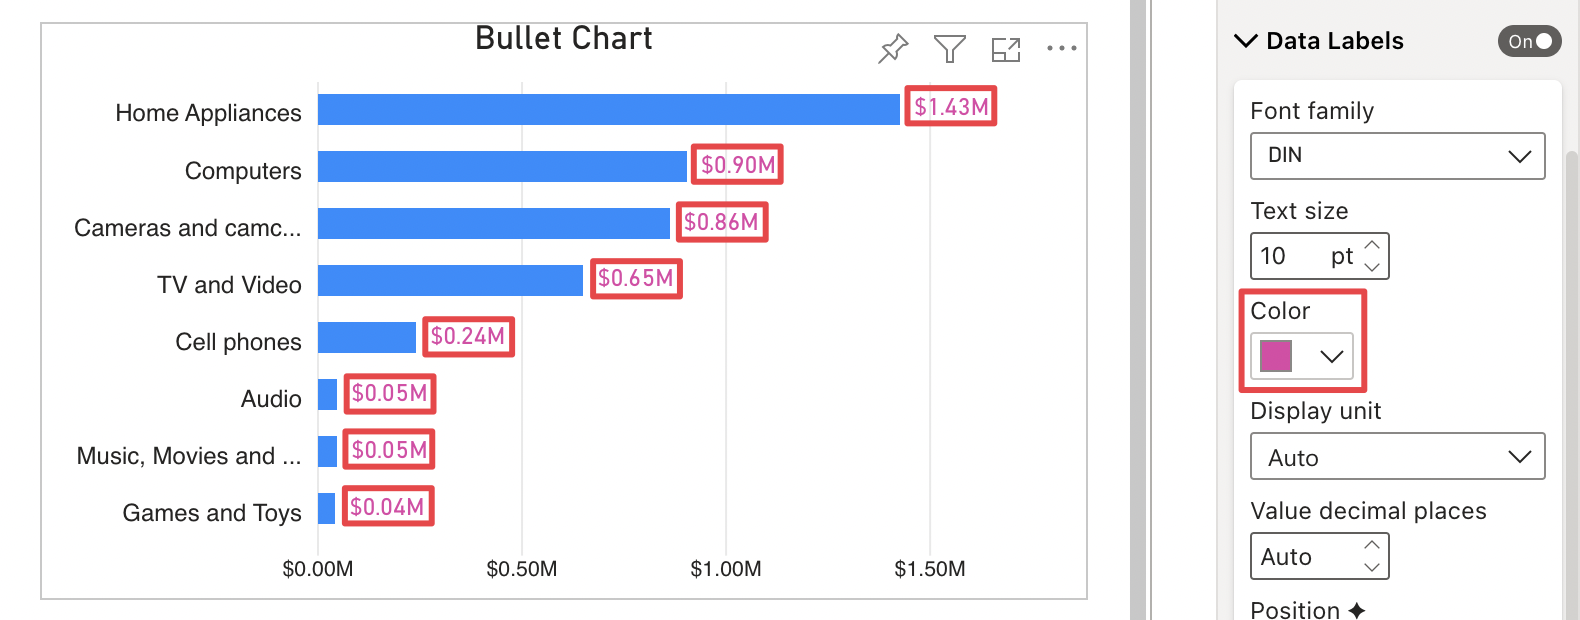 Bullet Chart
Home Appliances $1.43M
Computers $0.90M
Cameras and camc... $0.86M
TV and Video $0.65M
Cell phones $0.24M
Audio $0.05M
Music, Movies and ... $0.05M
Games and Toys $0.04M
$0.00M $0.50M $1.00M $1.50M
Data Labels On
Font family
DIN
Text size
10 pt
Color
Display unit
Auto
Value decimal places
Auto
Position